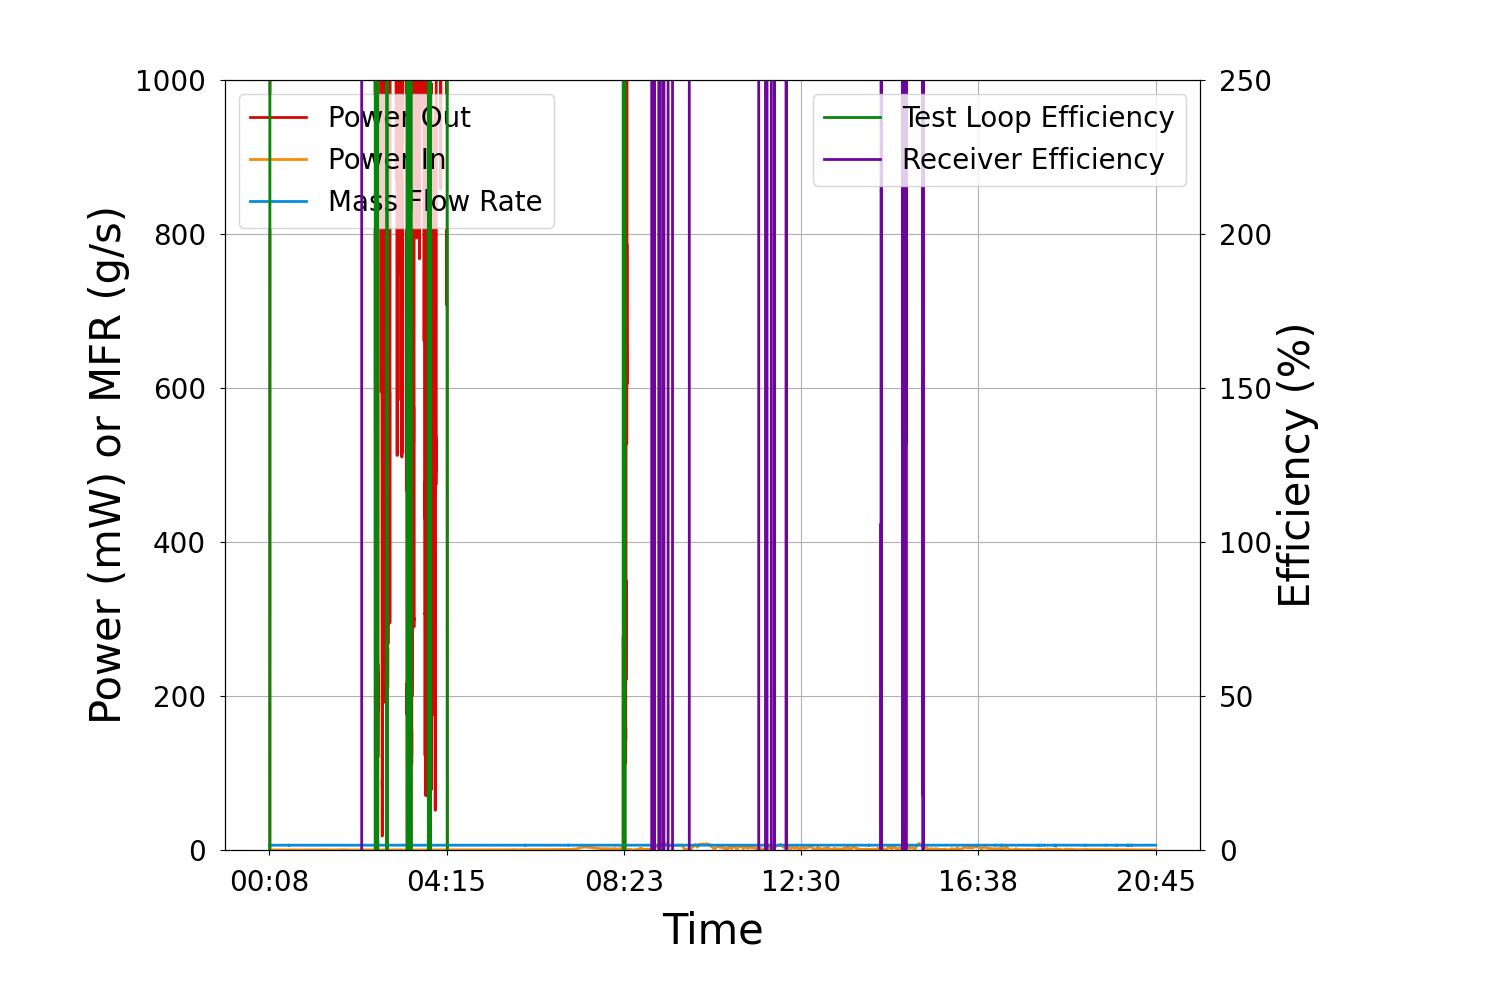 1000
800
600
400
200
0
Power (mW) or MFR (g/s)
Power Out
Power In
Mass Flow Rate
Test Loop Efficiency
Receiver Efficiency
250
200
150
100
50
0
Efficiency (%)
00:08 04:15 08:23 12:30 16:38 20:45
Time